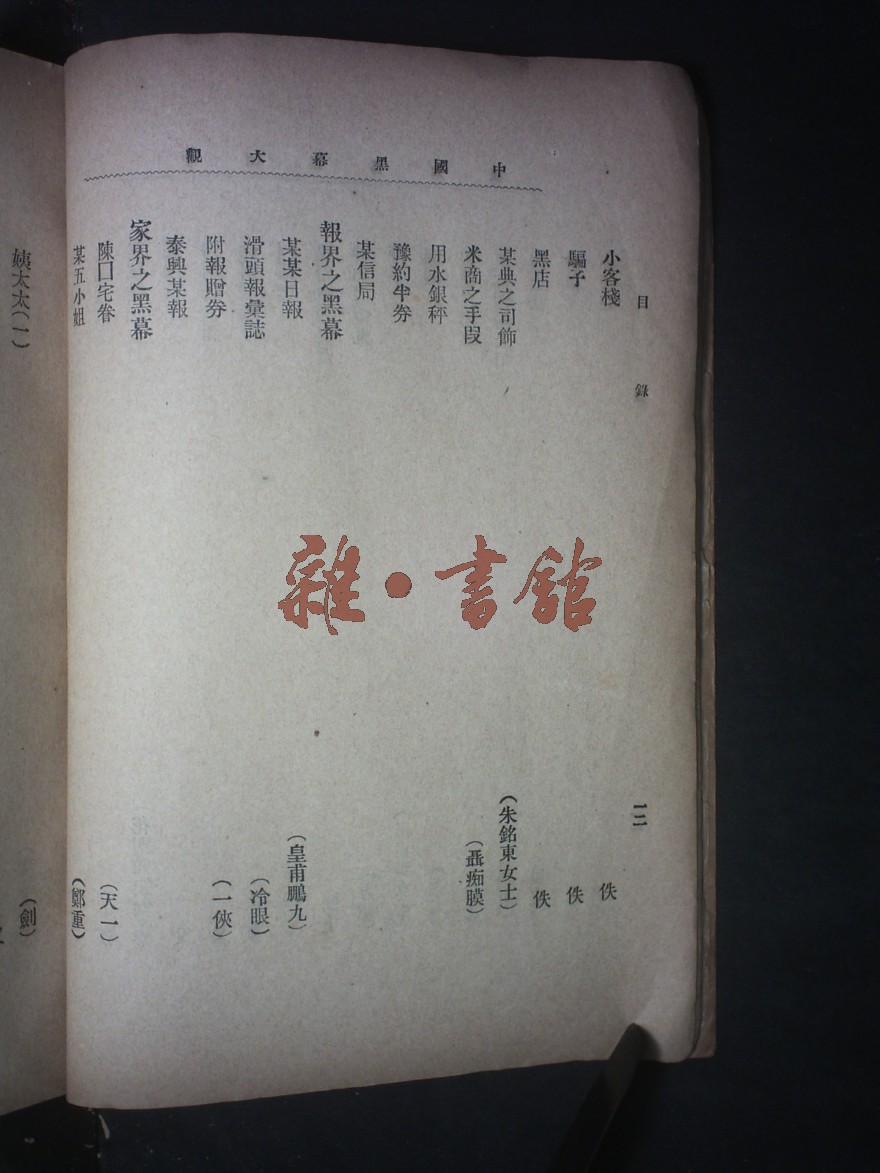 中國黑幕大觀
目錄 一二
小客棧 佚
騙子 佚
黑店 佚
某典之司飾 (朱銘東女士)
米商之手段 (聶痴膜)
用水銀秤
豫約半券
某信局
報界之黑幕
某某日報 (皇甫鵬九)
滑頭報彙誌 (冷眼)
附報贈券 (一俠)
泰興某報
家界之黑幕
陳囗宅眷 (天一)
某五小姐 (鄭重)
姨太太(一) (劍)
雜·書館